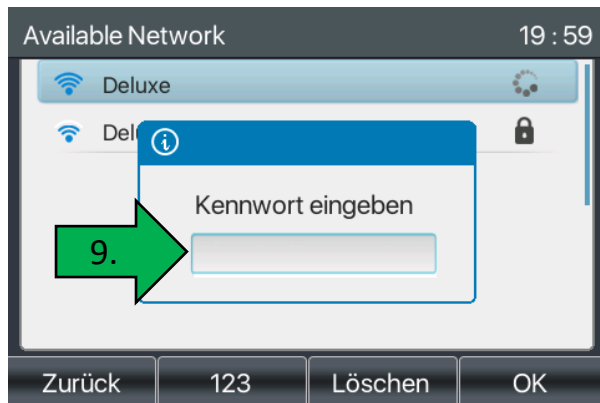 Available Network 19 : 59
Deluxe
Kennwort eingeben
9.
Zurück 123 Löschen OK